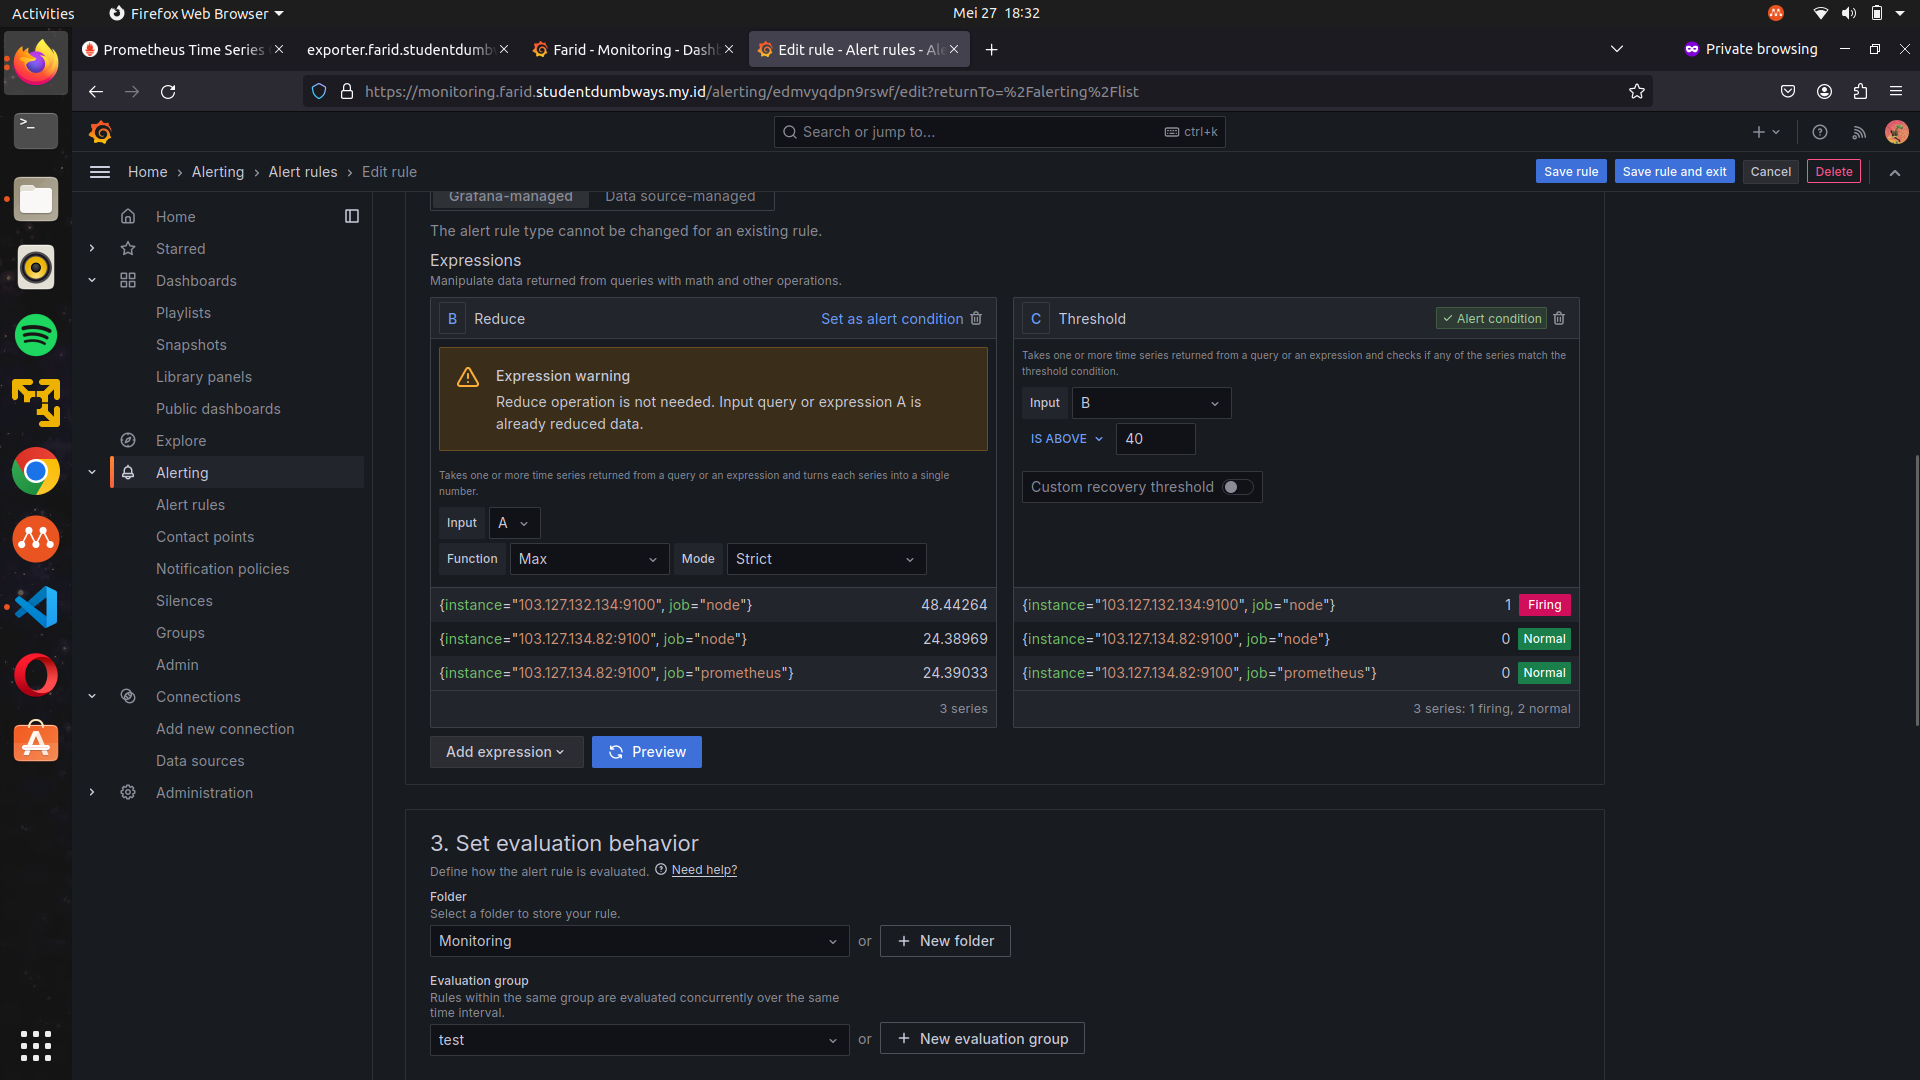 Activities
Firefox Web Browser
Mei 27 18:32
Prometheus Time Series
exporter.farid.studentdumbw
Farid - Monitoring - Dashb
Edit rule - Alert rules - Ale
Private browsing
https://monitoring.farid.studentdumbways.my.id/alerting/edmvyqdpn9rswf/edit?returnTo=%2Falerting%2Flist
Search or jump to...
ctrl+k
Home › Alerting › Alert rules › Edit rule
Save rule
Save rule and exit
Cancel
Delete
Home
Starred
Dashboards
Playlists
Snapshots
Library panels
Public dashboards
Explore
Alerting
Alert rules
Contact points
Notification policies
Silences
Groups
Admin
Connections
Add new connection
Data sources
Administration
Grafana-managed
Data source-managed
The alert rule type cannot be changed for an existing rule.
Expressions
Manipulate data returned from queries with math and other operations.
B
Reduce
Set as alert condition
Expression warning
Reduce operation is not needed. Input query or expression A is
already reduced data.
Takes one or more time series returned from a query or an expression and turns each series into a single
number.
Input
A
Function
Max
Mode
Strict
{instance="103.127.132.134:9100", job="node"} 48.44264
{instance="103.127.134.82:9100", job="node"} 24.38969
{instance="103.127.134.82:9100", job="prometheus"} 24.39033
3 series
C
Threshold
Alert condition
Takes one or more time series returned from a query or an expression and checks if any of the series match the
threshold condition.
Input
B
IS ABOVE
40
Custom recovery threshold
{instance="103.127.132.134:9100", job="node"} 1 Firing
{instance="103.127.134.82:9100", job="node"} 0 Normal
{instance="103.127.134.82:9100", job="prometheus"} 0 Normal
3 series: 1 firing, 2 normal
Add expression
Preview
3. Set evaluation behavior
Define how the alert rule is evaluated.
Need help?
Folder
Select a folder to store your rule.
Monitoring
or
+ New folder
Evaluation group
Rules within the same group are evaluated concurrently over the same
time interval.
test
or
+ New evaluation group